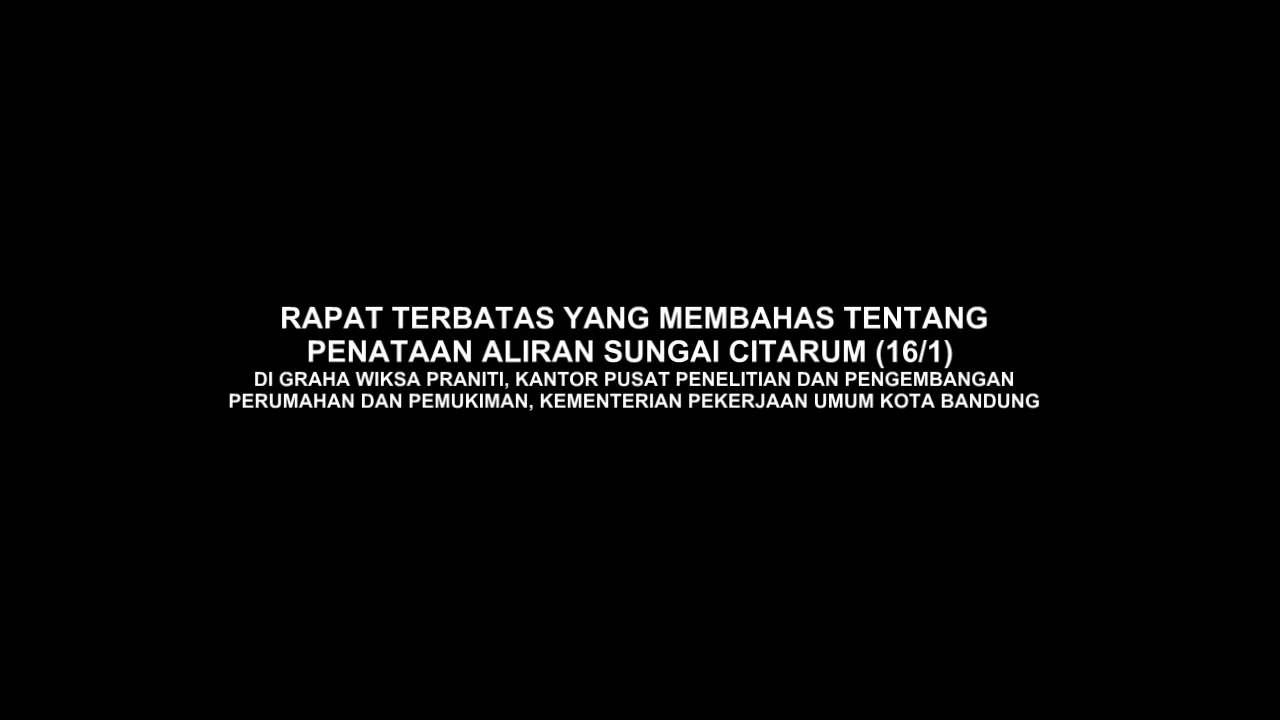 RAPAT TERBATAS YANG MEMBAHAS TENTANG
PENATAAN ALIRAN SUNGAI CITARUM (16/1)
DI GRAHA WIKSA PRANITI, KANTOR PUSAT PENELITIAN DAN PENGEMBANGAN
PERUMAHAN DAN PEMUKIMAN, KEMENTERIAN PEKERJAAN UMUM KOTA BANDUNG